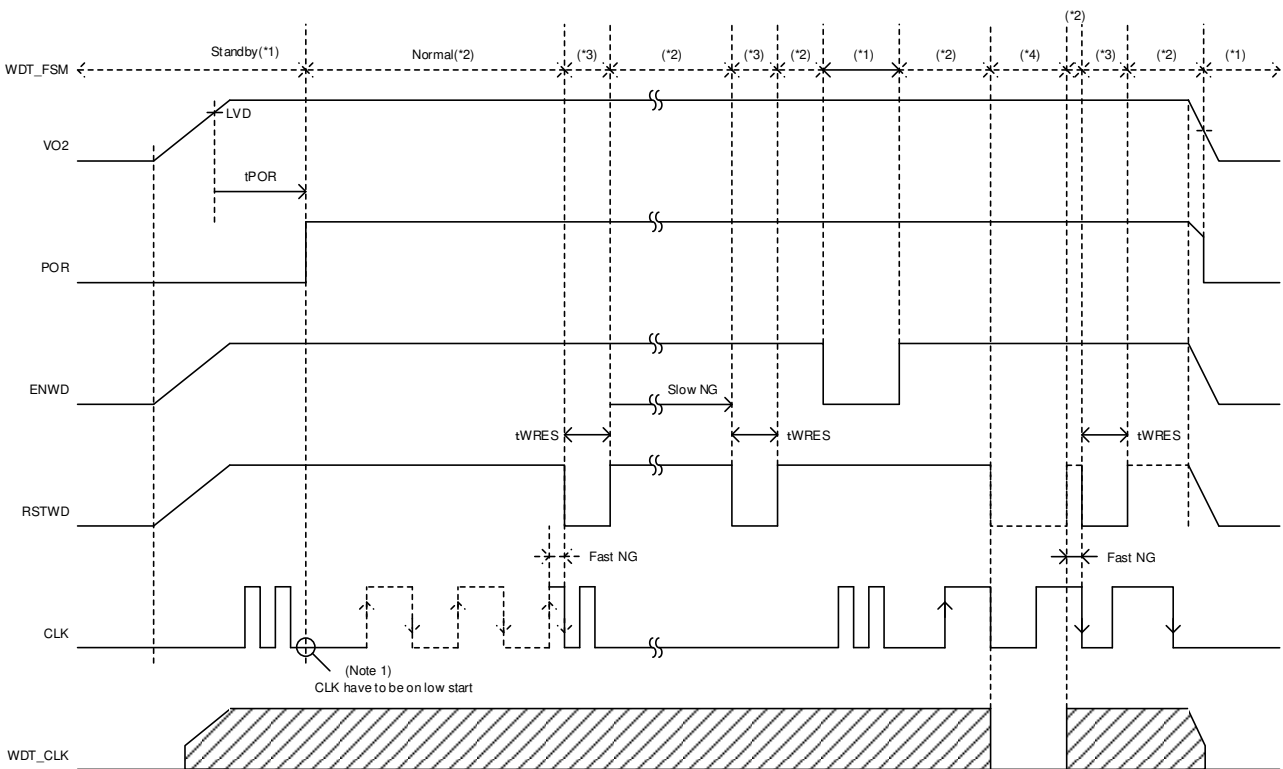 (*2)
Standby(*1) Normal(*2) (*3) (*2) (*3) (*2) (*1) (*2) (*4) (*3) (*2) (*1)
WDT_FSM
LVD
VO2
tPOR
POR
ENWD
Slow NG
tWRES tWRES tWRES
RSTWD
Fast NG Fast NG
CLK
(Note 1)
CLK have to be on low start
WDT_CLK